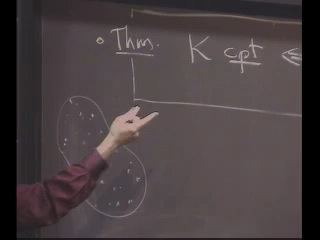 • Thm. K cpt ⇐